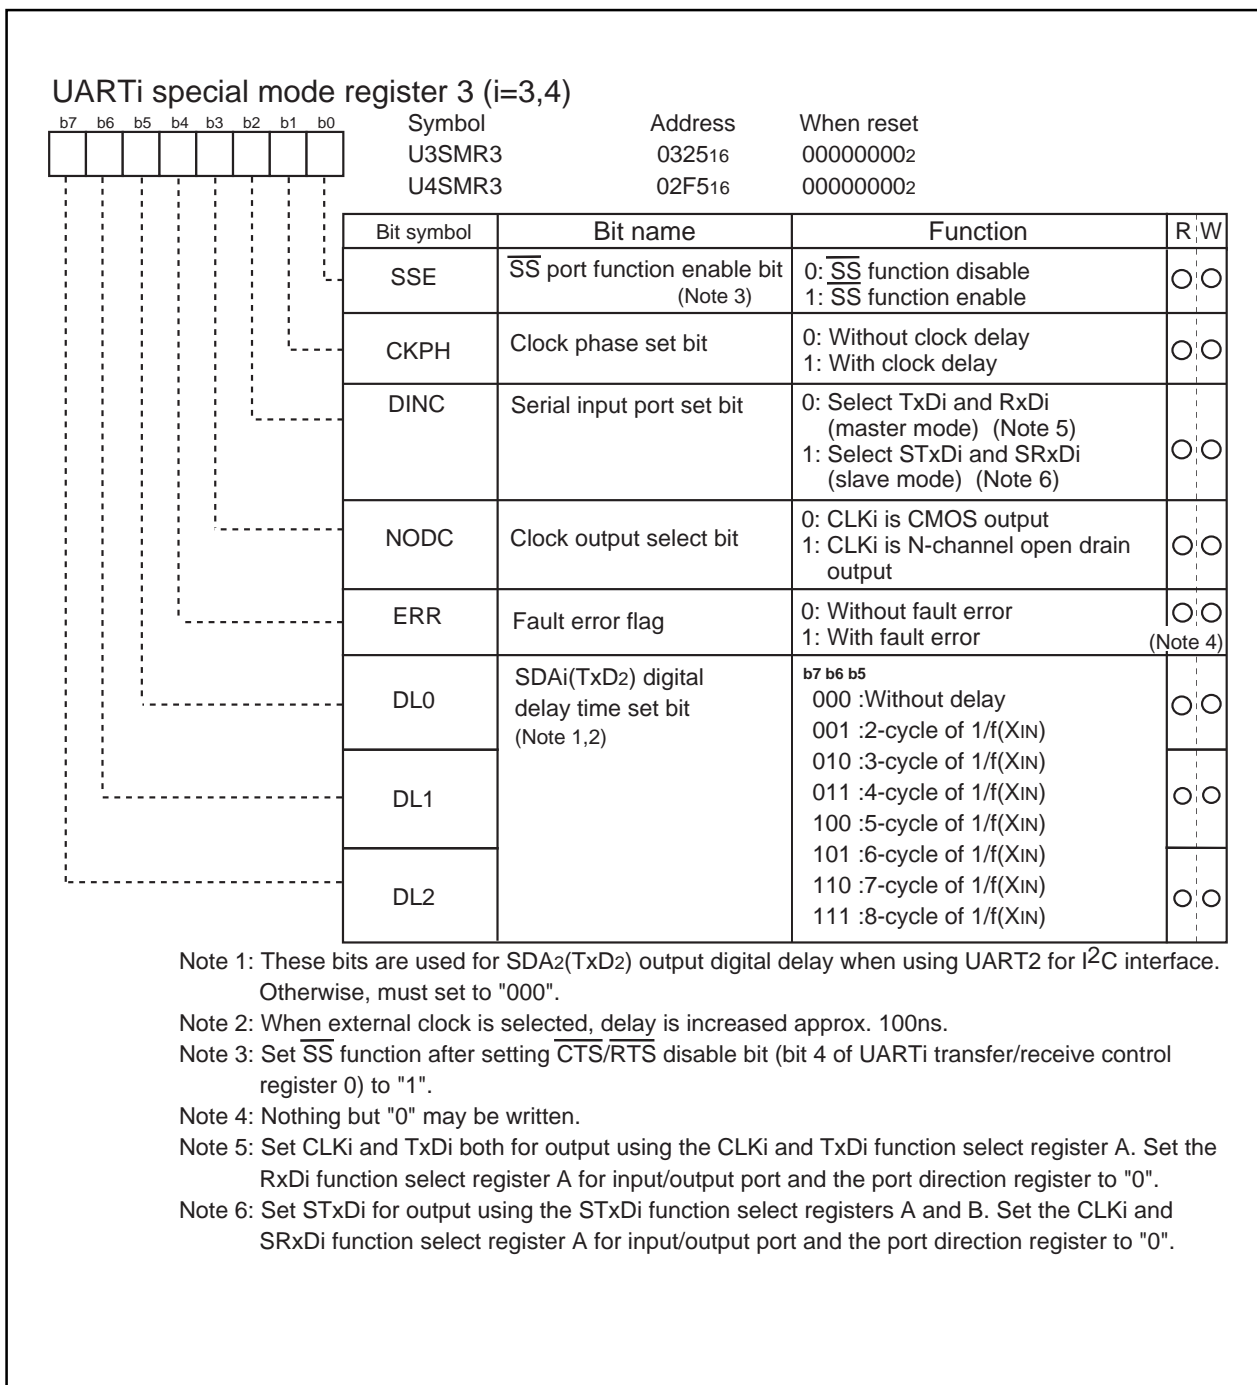 UARTi special mode register 3 (i=3,4)
b7 b6 b5 b4 b3 b2 b1 b0
Symbol Address When reset
U3SMR3 032516 000000002
U4SMR3 02F516 000000002
Bit symbol Bit name Function R W
SSE SS port function enable bit (Note 3) 0: SS function disable
1: SS function enable
CKPH Clock phase set bit 0: Without clock delay
1: With clock delay
DINC Serial input port set bit 0: Select TxDi and RxDi
(master mode) (Note 5)
1: Select STxDi and SRxDi
(slave mode) (Note 6)
NODC Clock output select bit 0: CLKi is CMOS output
1: CLKi is N-channel open drain
output
ERR Fault error flag 0: Without fault error
1: With fault error (Note 4)
DL0 SDAi(TxD2) digital
delay time set bit
(Note 1,2)
b7 b6 b5
000 :Without delay
001 :2-cycle of 1/f(XIN)
010 :3-cycle of 1/f(XIN)
DL1 011 :4-cycle of 1/f(XIN)
100 :5-cycle of 1/f(XIN)
101 :6-cycle of 1/f(XIN)
DL2 110 :7-cycle of 1/f(XIN)
111 :8-cycle of 1/f(XIN)
Note 1: These bits are used for SDA2(TxD2) output digital delay when using UART2 for I2C interface.
Otherwise, must set to "000".
Note 2: When external clock is selected, delay is increased approx. 100ns.
Note 3: Set SS function after setting CTS/RTS disable bit (bit 4 of UARTi transfer/receive control
register 0) to "1".
Note 4: Nothing but "0" may be written.
Note 5: Set CLKi and TxDi both for output using the CLKi and TxDi function select register A. Set the
RxDi function select register A for input/output port and the port direction register to "0".
Note 6: Set STxDi for output using the STxDi function select registers A and B. Set the CLKi and
SRxDi function select register A for input/output port and the port direction register to "0".